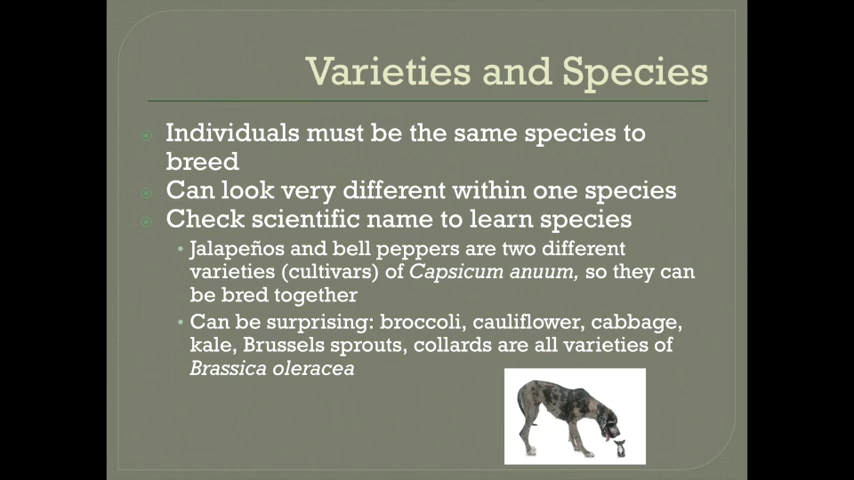 Varieties and Species
Individuals must be the same species to
breed
Can look very different within one species
Check scientific name to learn species
Jalapeños and bell peppers are two different
varieties (cultivars) of Capsicum anuum, so they can
be bred together
Can be surprising: broccoli, cauliflower, cabbage,
kale, Brussels sprouts, collards are all varieties of
Brassica oleracea